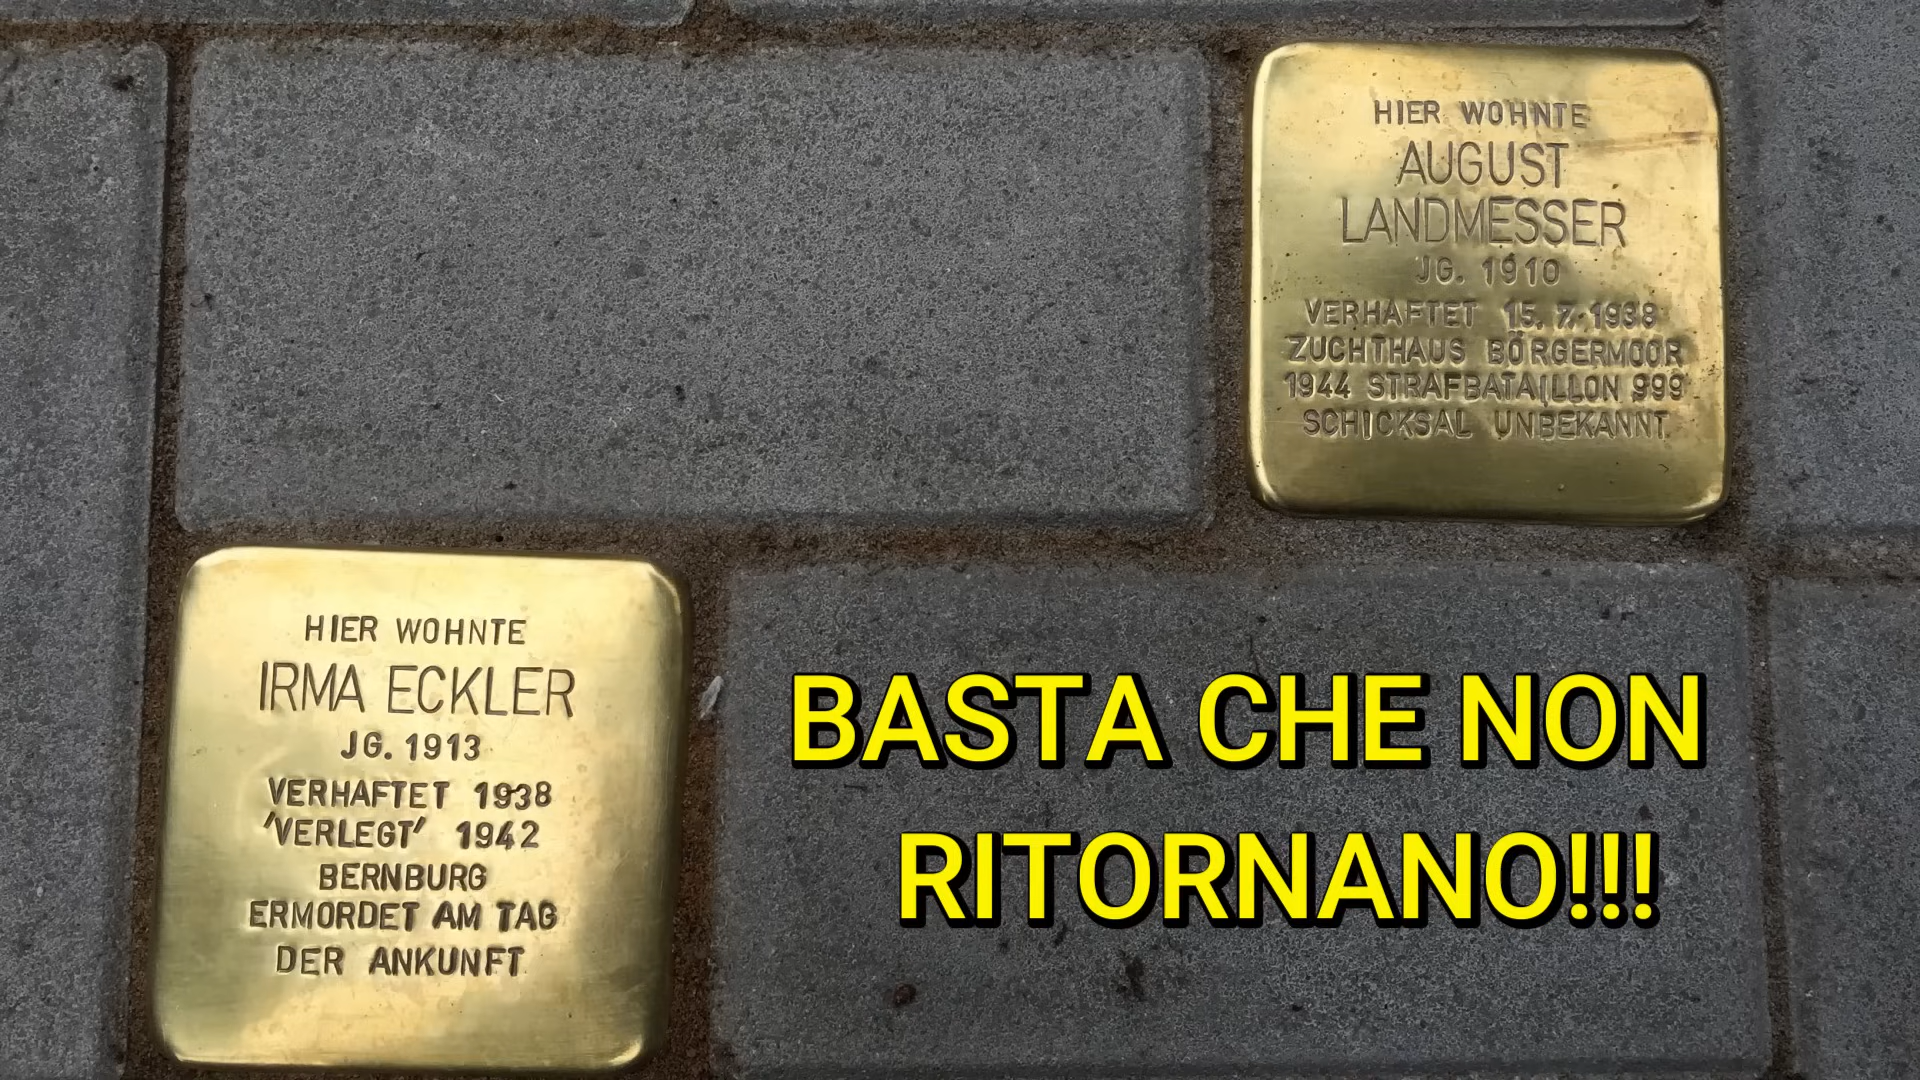 HIER WOHNTE
AUGUST
LANDMESSER
JG. 1910
VERHAFTET 15.7.1938
ZUCHTHAUS BÖRGERMOOR
1944 STRAFBATAILLON 999
SCHICKSAL UNBEKANNT
HIER WOHNTE
IRMA ECKLER
JG. 1913
VERHAFTET 1938
'VERLEGT' 1942
BERNBURG
ERMORDET AM TAG
DER ANKUNFT
BASTA CHE NON
RITORNANO!!!